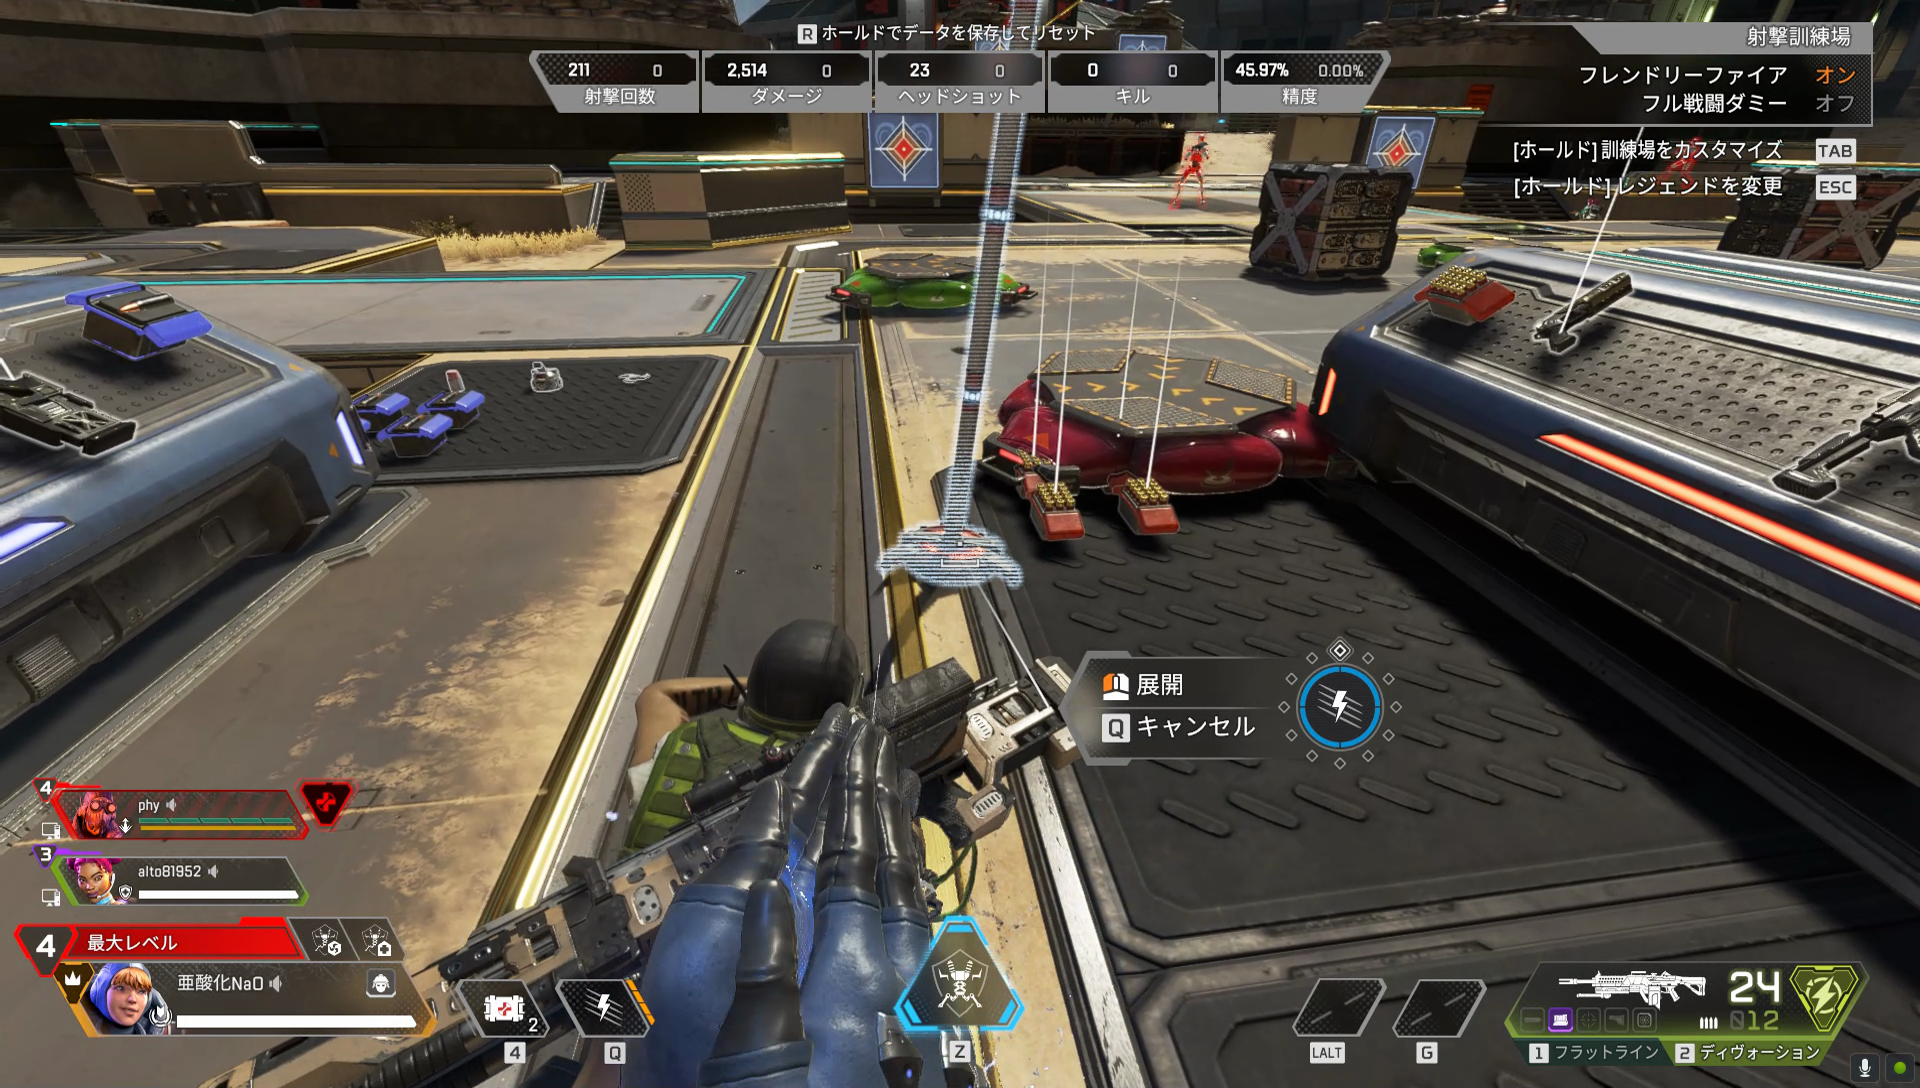 R ホールドでデータを保存してリセット
211 0
射撃回数
2,514 0
ダメージ
23 0
ヘッドショット
0 0
キル
45.97% 0.00%
精度
射撃訓練場
フレンドリーファイア オン
フル戦闘ダミー オフ
[ホールド]訓練場をカスタマイズ TAB
[ホールド]レジェンドを変更 ESC
展開
Q キャンセル
4
phy
3
alto81952
4 最大レベル
亜酸化NaO
2
4
Q
Z
LALT
G
24
012
1 フラットライン
2 ディヴォーション